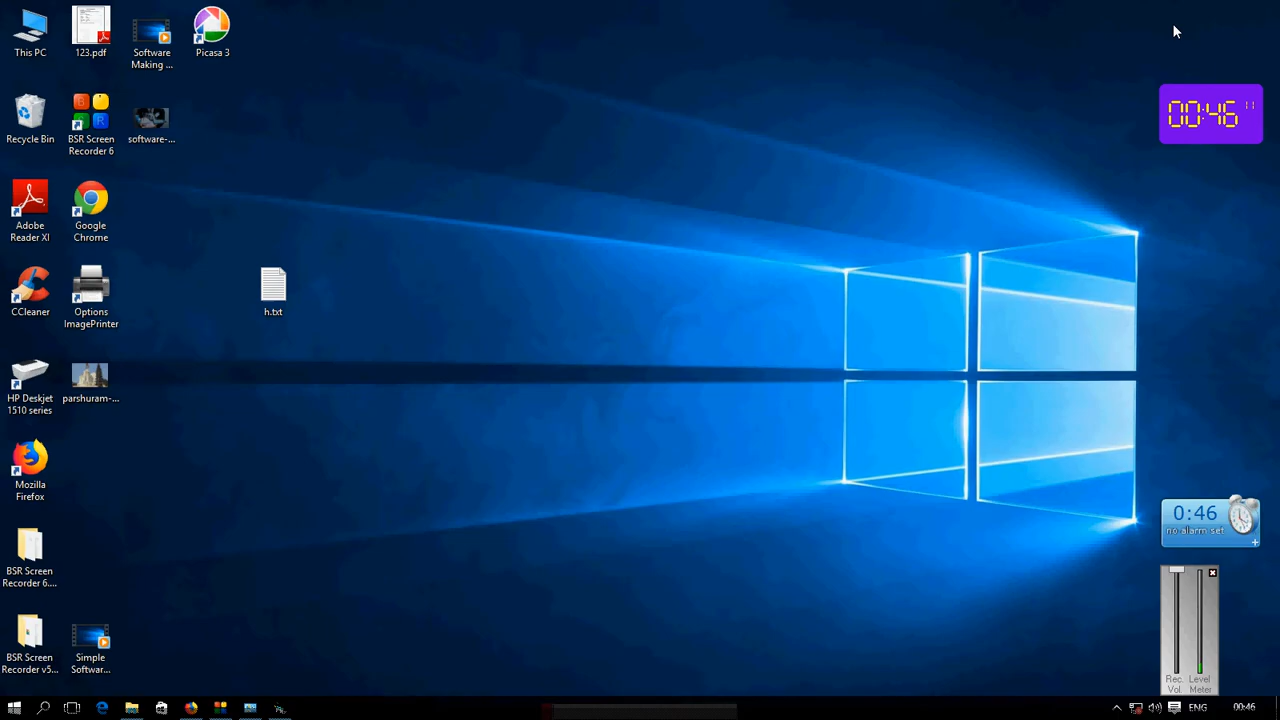 This PC
123.pdf
Software
Making ...
Picasa 3
00:46
Recycle Bin
BSR Screen
Recorder 6
software-...
Adobe
Reader XI
Google
Chrome
CCleaner
Options
ImagePrinter
h.txt
HP Deskjet
1510 series
parshuram-...
Mozilla
Firefox
0:46
no alarm set
BSR Screen
Recorder 6....
BSR Screen
Recorder v5...
Simple
Softwar...
Rec. Vol
Level Meter
ENG
00:46